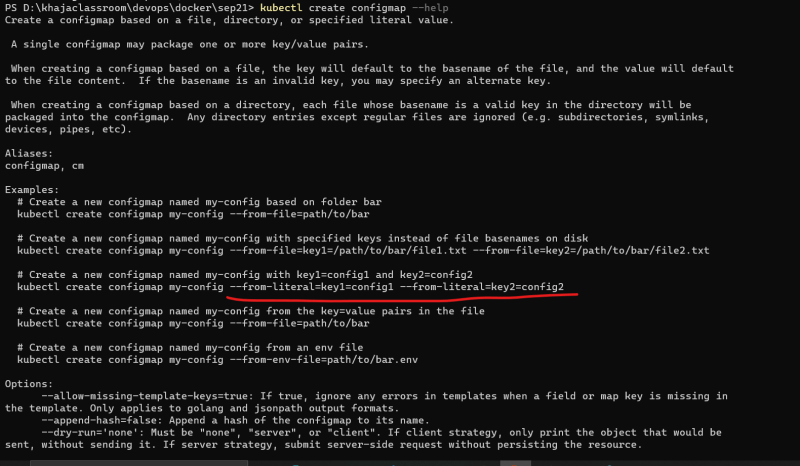 PS D:\khajaclassroom\devops\docker\sep21> kubectl create configmap --help
Create a configmap based on a file, directory, or specified literal value.
A single configmap may package one or more key/value pairs.
When creating a configmap based on a file, the key will default to the basename of the file, and the value will default
to the file content.  If the basename is an invalid key, you may specify an alternate key.
When creating a configmap based on a directory, each file whose basename is a valid key in the directory will be
packaged into the configmap.  Any directory entries except regular files are ignored (e.g. subdirectories, symlinks,
devices, pipes, etc).
Aliases:
configmap, cm
Examples:
# Create a new configmap named my-config based on folder bar
kubectl create configmap my-config --from-file=path/to/bar
# Create a new configmap named my-config with specified keys instead of file basenames on disk
kubectl create configmap my-config --from-file=key1=/path/to/bar/file1.txt --from-file=key2=/path/to/bar/file2.txt
# Create a new configmap named my-config with key1=config1 and key2=config2
kubectl create configmap my-config --from-literal=key1=config1 --from-literal=key2=config2
# Create a new configmap named my-config from the key=value pairs in the file
kubectl create configmap my-config --from-file=path/to/bar
# Create a new configmap named my-config from an env file
kubectl create configmap my-config --from-env-file=path/to/bar.env
Options:
--allow-missing-template-keys=true: If true, ignore any errors in templates when a field or map key is missing in
the template. Only applies to golang and jsonpath output formats.
--append-hash=false: Append a hash of the configmap to its name.
--dry-run='none': Must be "none", "server", or "client". If client strategy, only print the object that would be
sent, without sending it. If server strategy, submit server-side request without persisting the resource.